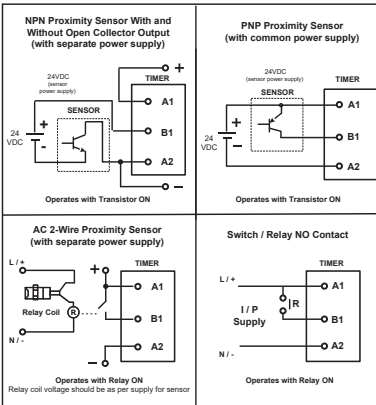 NPN Proximity Sensor With and
Without Open Collector Output
(with separate power supply)
24VDC
(sensor
power supply)
SENSOR
TIMER
+
A1
B1
A2
24
VDC
+
-
–
Operates with Transistor ON
PNP Proximity Sensor
(with common power supply)
24VDC
(sensor power supply)
SENSOR
TIMER
A1
B1
A2
24
VDC
+
-
Operates with Transistor ON
AC 2-Wire Proximity Sensor
(with separate power supply)
L / +
+
TIMER
A1
Relay Coil
R
B1
N / -
A2
–
Operates with Relay ON
Relay coil voltage should be as per supply for sensor
Switch / Relay NO Contact
TIMER
L / +
A1
I / P
Supply
R
B1
N / -
A2
Operates with Relay ON